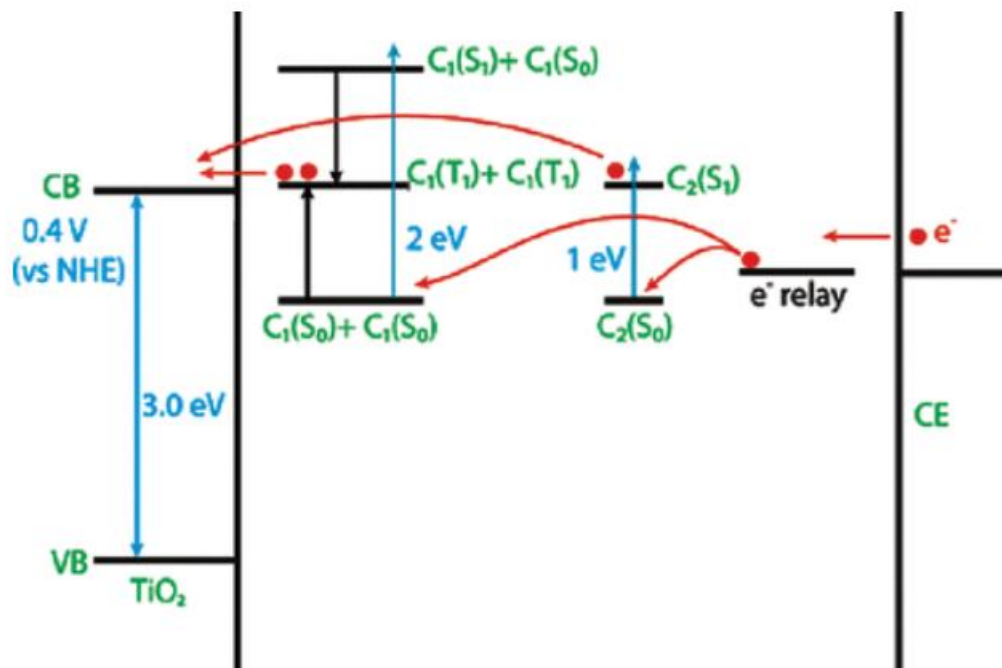 C₁(S₁) + C₁(S₀)
CB
C₁(T₁) + C₁(T₁)
C₂(S₁)
0.4 V
(vs NHE)
2 eV
1 eV
e⁻
e⁻ relay
C₁(S₀) + C₁(S₀)
C₂(S₀)
3.0 eV
CE
VB
TiO₂